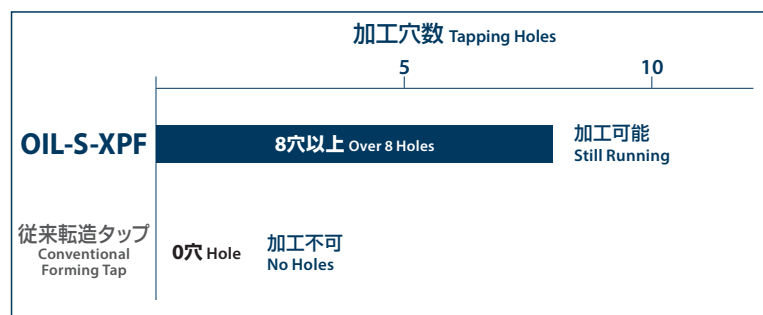 加工穴数 Tapping Holes
5 10
OIL-S-XPF
8穴以上 Over 8 Holes
加工可能
Still Running
従来転造タップ
Conventional
Forming Tap
0穴 Hole
加工不可
No Holes